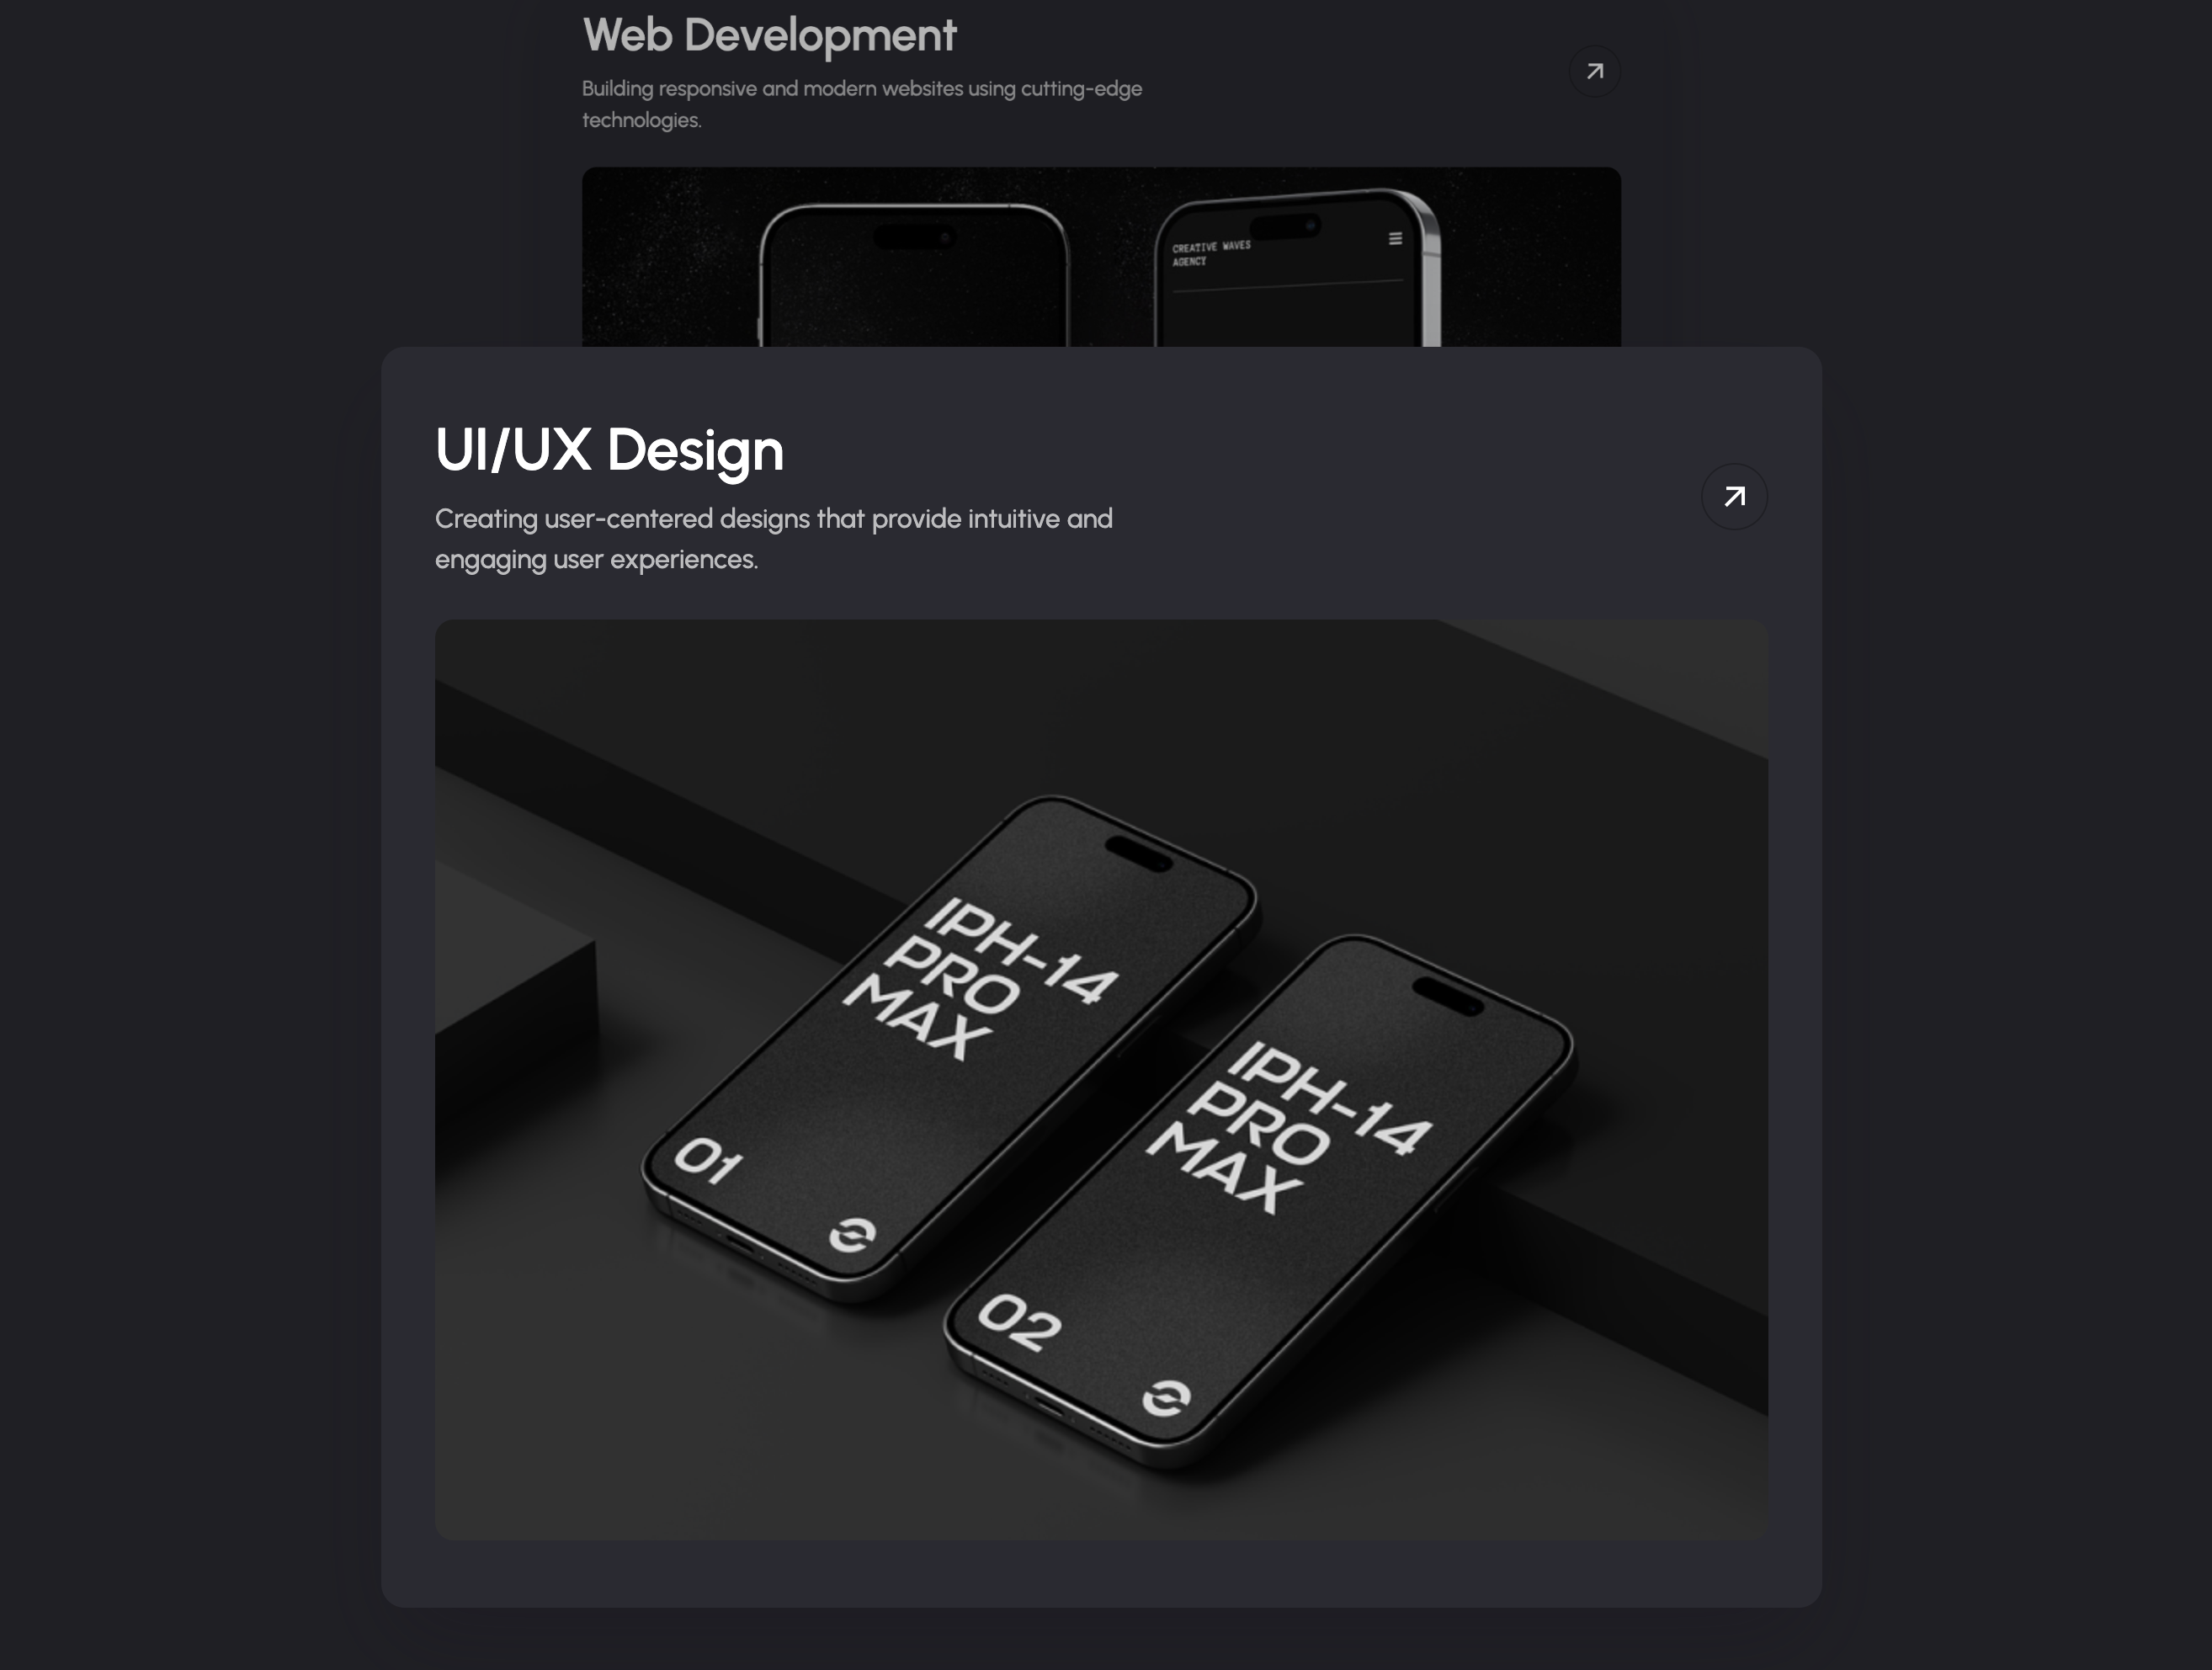 Web Development
Building responsive and modern websites using cutting-edge
technologies.
CREATIVE WAVES
AGENCY
UI/UX Design
Creating user-centered designs that provide intuitive and
engaging user experiences.
IPH-14
PRO
MAX
01
IPH-14
PRO
MAX
02